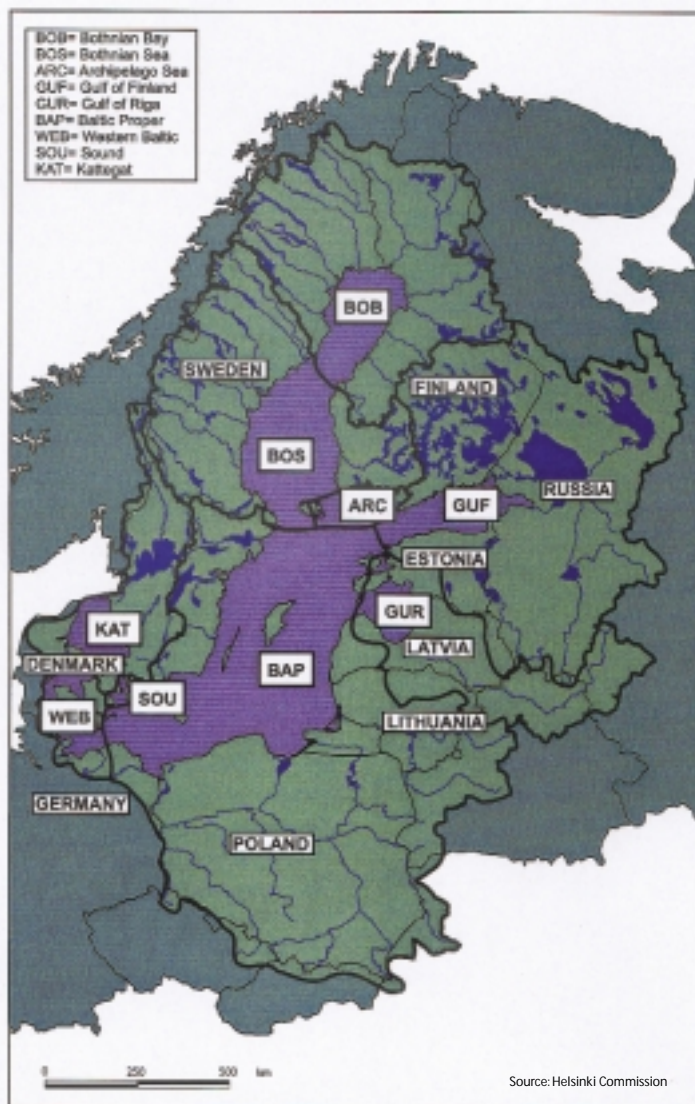 BOB= Bothnian Bay
BOS= Bothnian Sea
ARC= Archipelago Sea
GUF= Gulf of Finland
GUR= Gulf of Riga
BAP= Baltic Proper
WEB= Western Baltic
SOU= Sound
KAT= Kattegat
BOB
SWEDEN
FINLAND
BOS
ARC
GUF
RUSSIA
ESTONIA
GUR
KAT
LATVIA
DENMARK
BAP
SOU
WEB
LITHUANIA
GERMANY
POLAND
0 250 500 km
Source: Helsinki Commission